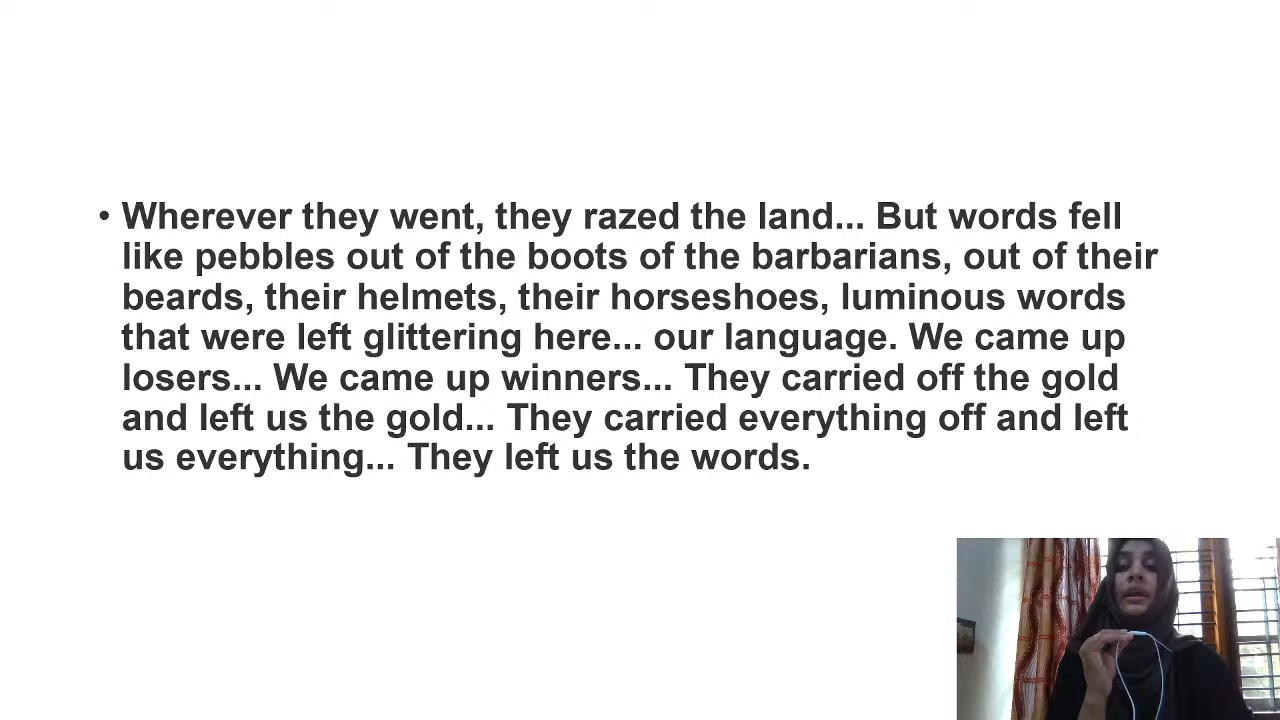 • Wherever they went, they razed the land... But words fell
like pebbles out of the boots of the barbarians, out of their
beards, their helmets, their horseshoes, luminous words
that were left glittering here... our language. We came up
losers... We came up winners... They carried off the gold
and left us the gold... They carried everything off and left
us everything... They left us the words.